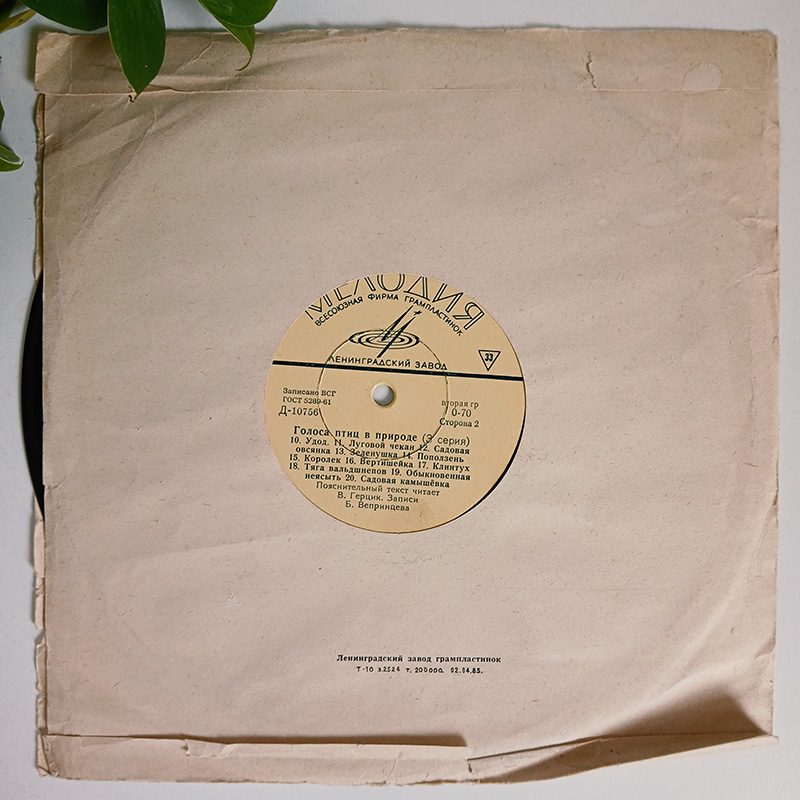 МЕЛОДИЯ
ВСЕСОЮЗНАЯ ФИРМА ГРАМПЛАСТИНОК
ЛЕНИНГРАДСКИЙ ЗАВОД
33
Записано ВСГ
ГОСТ 5289-61
Д-10756
вторая гр
0-70
Сторона 2
Голоса птиц в природе (3 серия)
10. Удод. 11. Луговой чекан 12. Садовая
овсянка 13. Зеленушка 14. Поползень
15. Королек 16. Вертишейка 17. Клинтух
18. Тяга вальдшнепов 19. Обыкновенная
неясыть 20. Садовая камышёвка
Пояснительный текст читает
В. Герцик. Записи
Б. Вепринцева
Ленинградский завод грампластинок
Т-10 з.2524 т. 200000. 02.04.85.